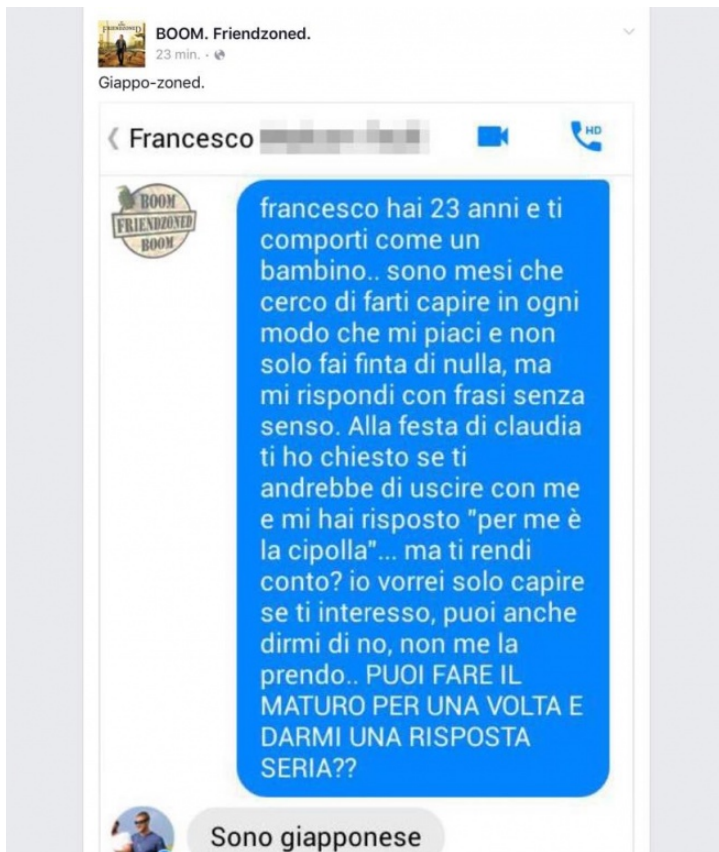 BOOM. Friendzoned.
23 min. ·
Giappo-zoned.
Francesco
HD
BOOM
FRIENDZONED
BOOM
francesco hai 23 anni e ti
comporti come un
bambino.. sono mesi che
cerco di farti capire in ogni
modo che mi piaci e non
solo fai finta di nulla, ma
mi rispondi con frasi senza
senso. Alla festa di claudia
ti ho chiesto se ti
andrebbe di uscire con me
e mi hai risposto "per me è
la cipolla"... ma ti rendi
conto? io vorrei solo capire
se ti interesso, puoi anche
dirmi di no, non me la
prendo.. PUOI FARE IL
MATURO PER UNA VOLTA E
DARMI UNA RISPOSTA
SERIA??
Sono giapponese